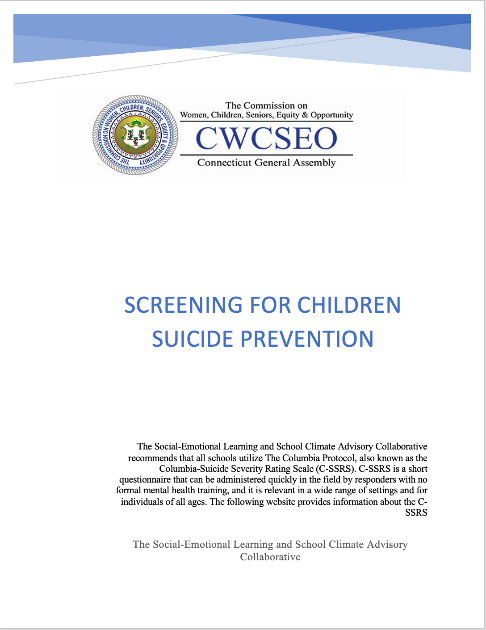 The Commission on
Women, Children, Seniors, Equity & Opportunity
CWCSEO
Connecticut General Assembly
SCREENING FOR CHILDREN
SUICIDE PREVENTION
The Social-Emotional Learning and School Climate Advisory Collaborative
recommends that all schools utilize The Columbia Protocol, also known as the
Columbia-Suicide Severity Rating Scale (C-SSRS). C-SSRS is a short
questionnaire that can be administered quickly in the field by responders with no
formal mental health training, and it is relevant in a wide range of settings and for
individuals of all ages. The following website provides information about the C-
SSRS
The Social-Emotional Learning and School Climate Advisory
Collaborative